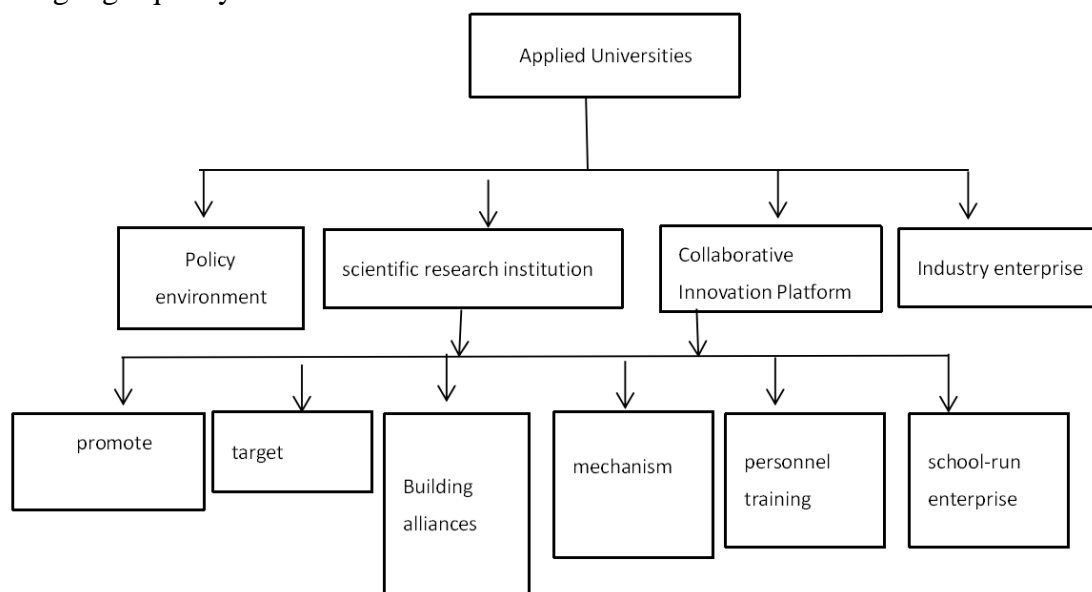 Applied Universities
Policy
environment
scientific research institution
Collaborative
Innovation Platform
Industry enterprise
promote
target
Building
alliances
mechanism
personnel
training
school-run
enterprise